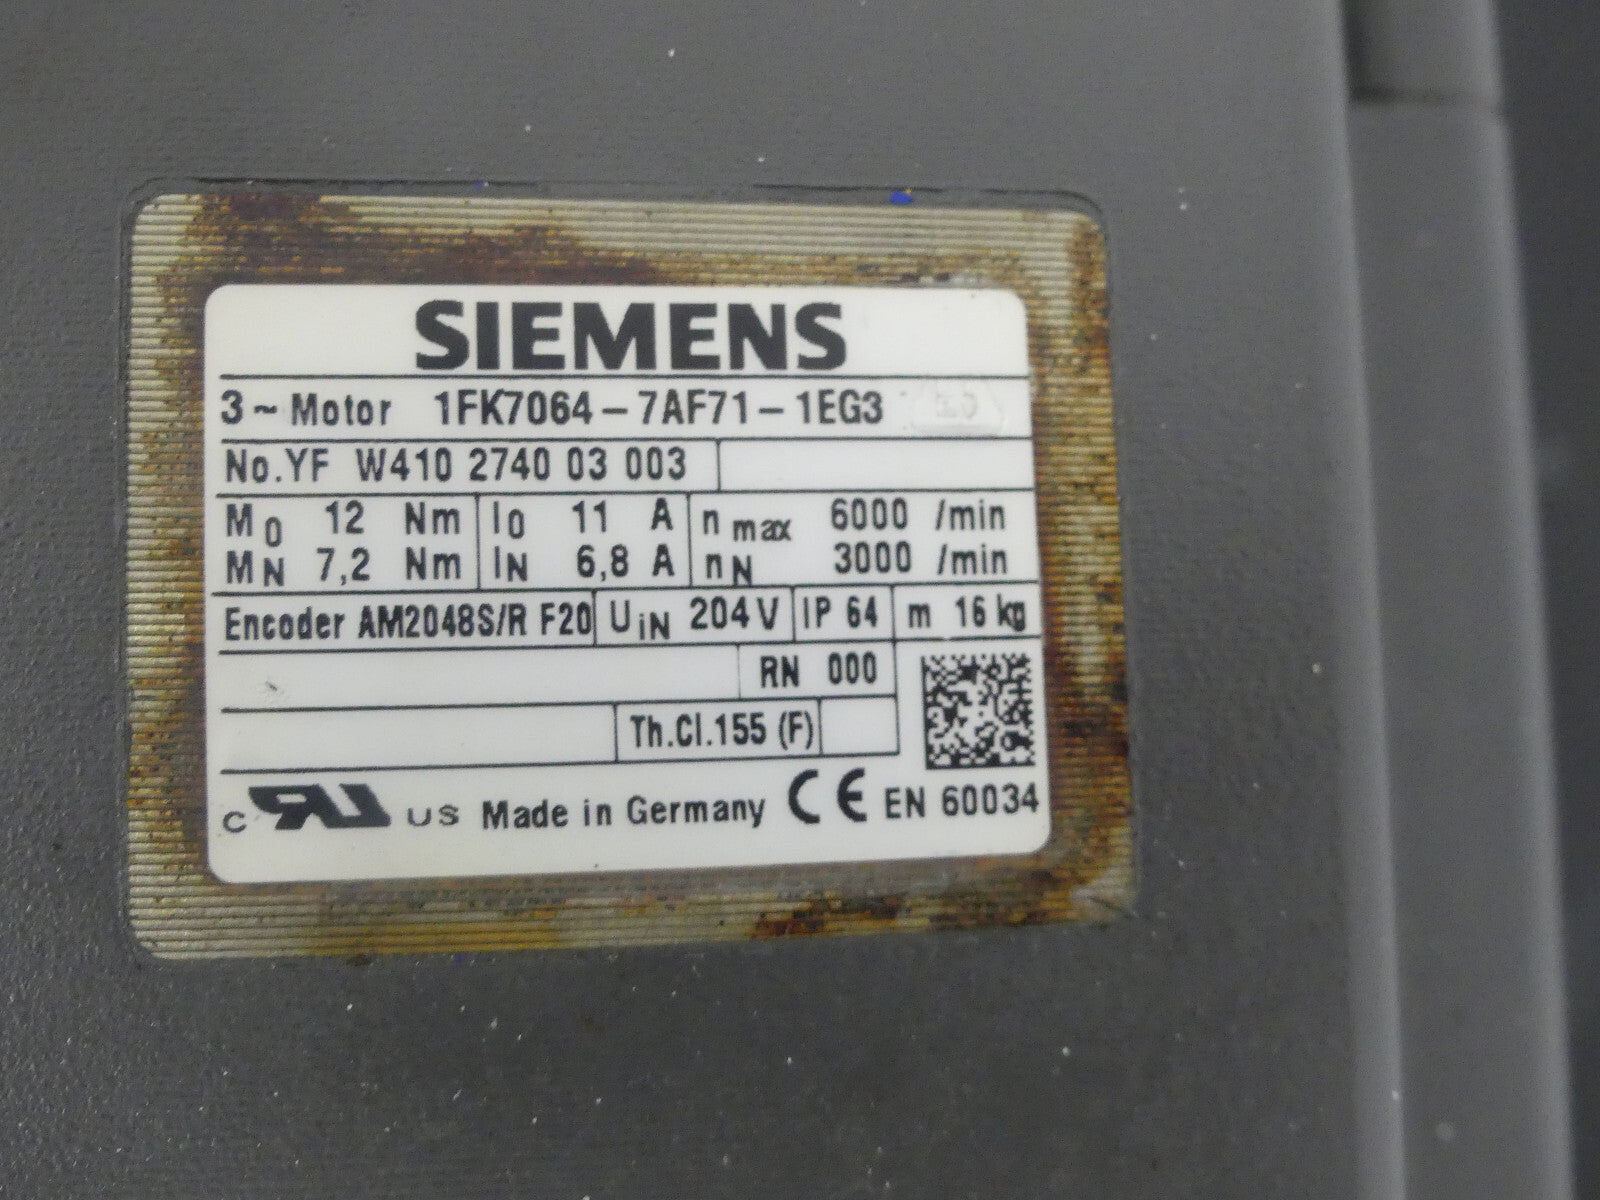 SIEMENS
3 ~ Motor 1FK7064-7AF71-1EG3
No. YF W410 2740 03 003
M0 12 Nm I0 11 A n max 6000 /min
MN 7,2 Nm IN 6,8 A nN 3000 /min
Encoder AM2048S/R F20 UiN 204 V IP 64 m 16 kg
RN 000
Th.Cl.155 (F)
c RU US Made in Germany CE EN 60034